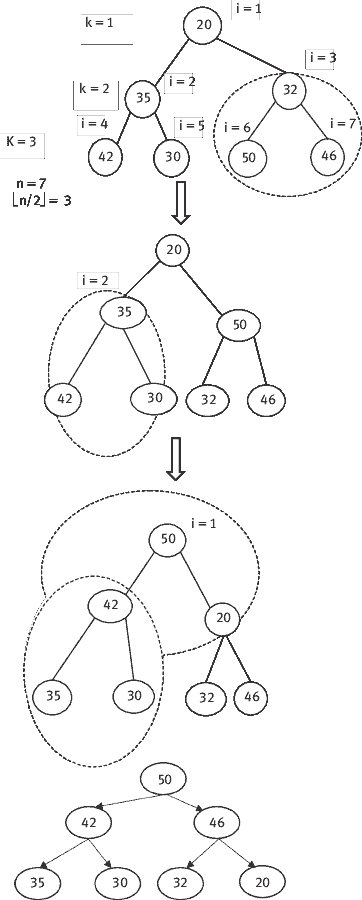 k = 1
i = 1
20
i = 3
k = 2
i = 2
35
32
i = 4
i = 5
i = 6
i = 7
K = 3
42
30
50
46
n = 7
⌊n/2⌋ = 3
20
i = 2
35
50
42
30
32
46
i = 1
50
42
20
35
30
32
46
50
42
46
35
30
32
20